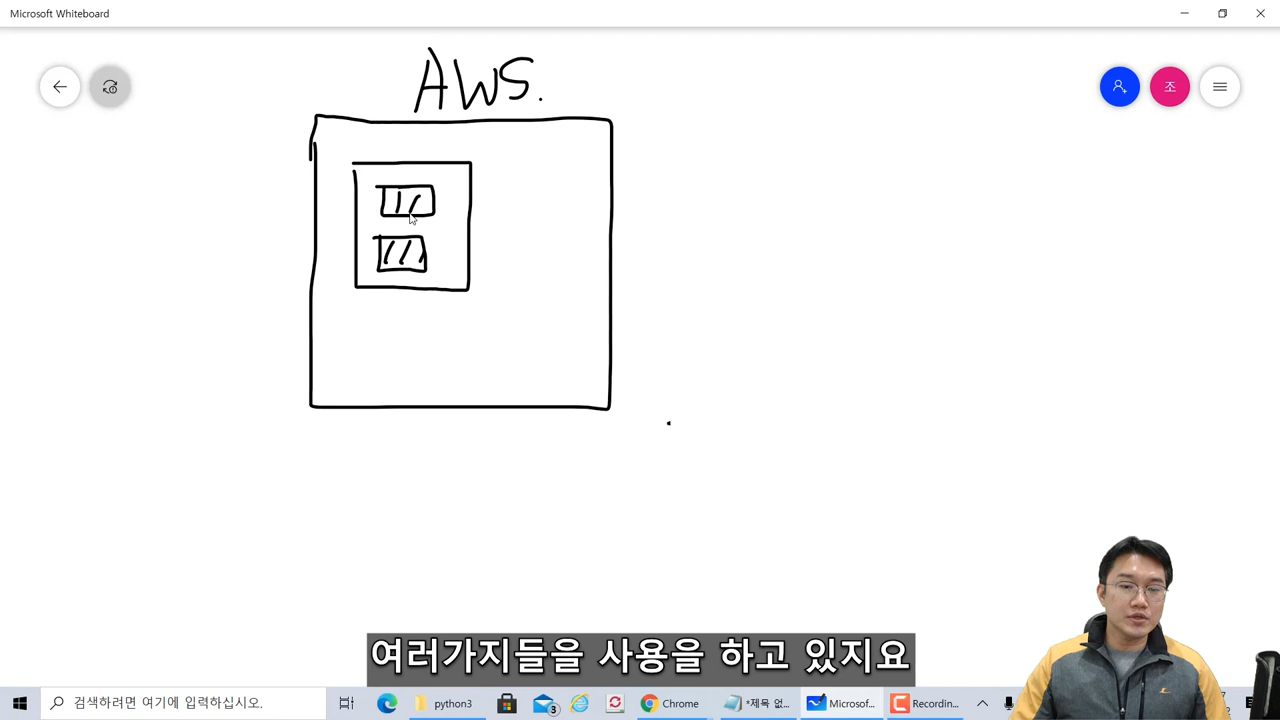 Microsoft Whiteboard
조
AWS.
여러가지들을 사용을 하고 있지요
검색하려면 여기에 입력하십시오.
3
python3
Chrome
*제목 없...
Microsof...
Recordin...